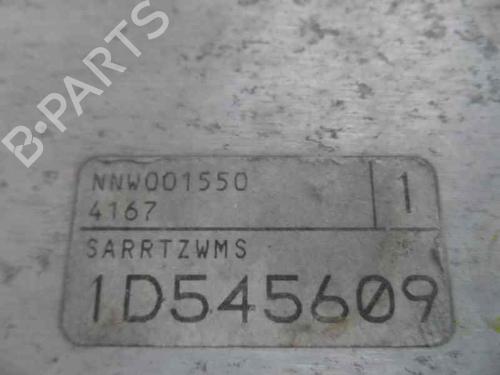 B-PARTS
NNW001550
4167
1
SARRTZWMS
1D545609